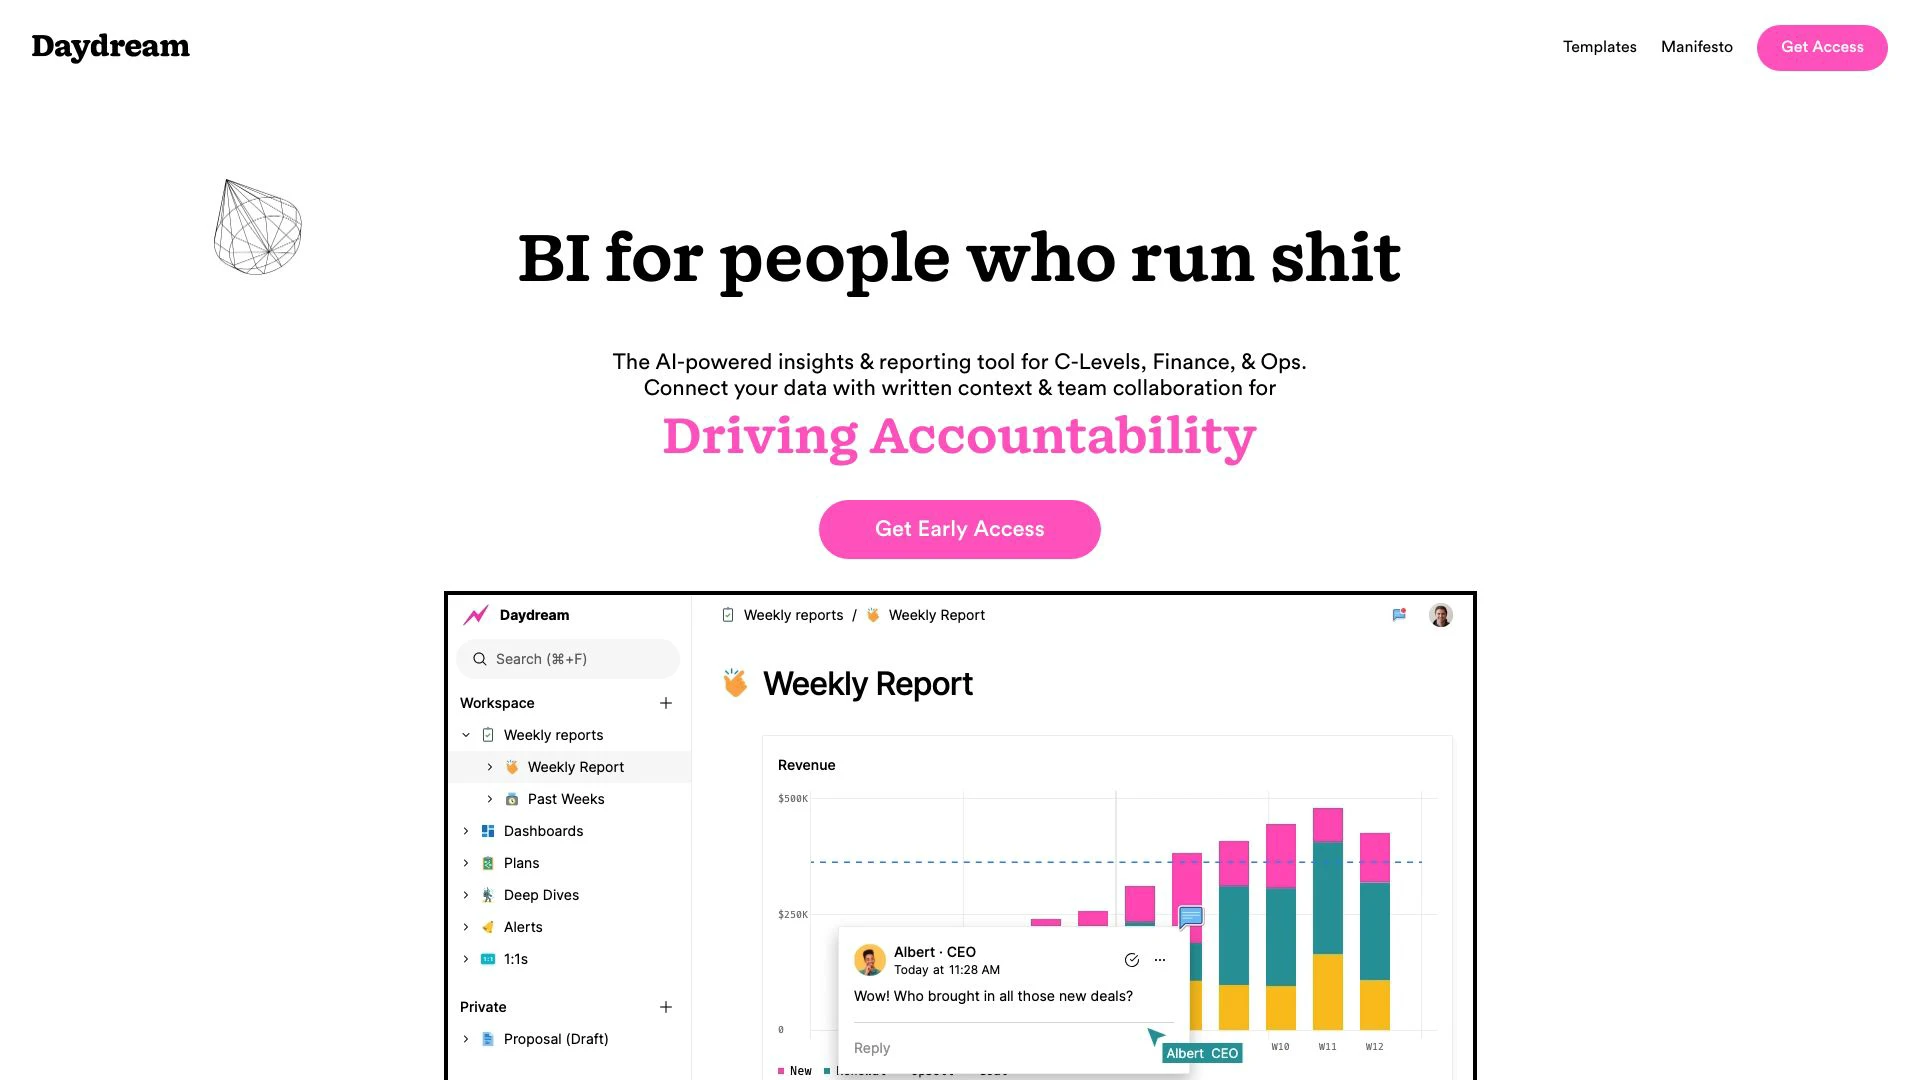 Daydream
Templates
Manifesto
Get Access
BI for people who run shit
The AI-powered insights & reporting tool for C-Levels, Finance, & Ops.
Connect your data with written context & team collaboration for
Driving Accountability
Get Early Access
Daydream
Search (⌘+F)
Workspace
Weekly reports
Weekly Report
Past Weeks
Dashboards
Plans
Deep Dives
Alerts
1:1s
Private
Proposal (Draft)
Weekly reports / Weekly Report
Weekly Report
Revenue
$500K
$250K
0
W10 W11 W12
Albert · CEO
Today at 11:28 AM
Wow! Who brought in all those new deals?
Reply
Albert CEO
New